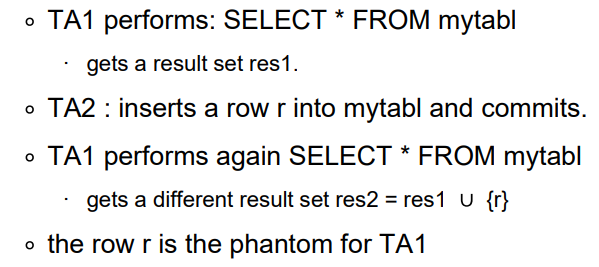 TA1 performs: SELECT * FROM mytabl
gets a result set res1.
TA2 : inserts a row r into mytabl and commits.
TA1 performs again SELECT * FROM mytabl
gets a different result set res2 = res1 ∪ {r}
the row r is the phantom for TA1